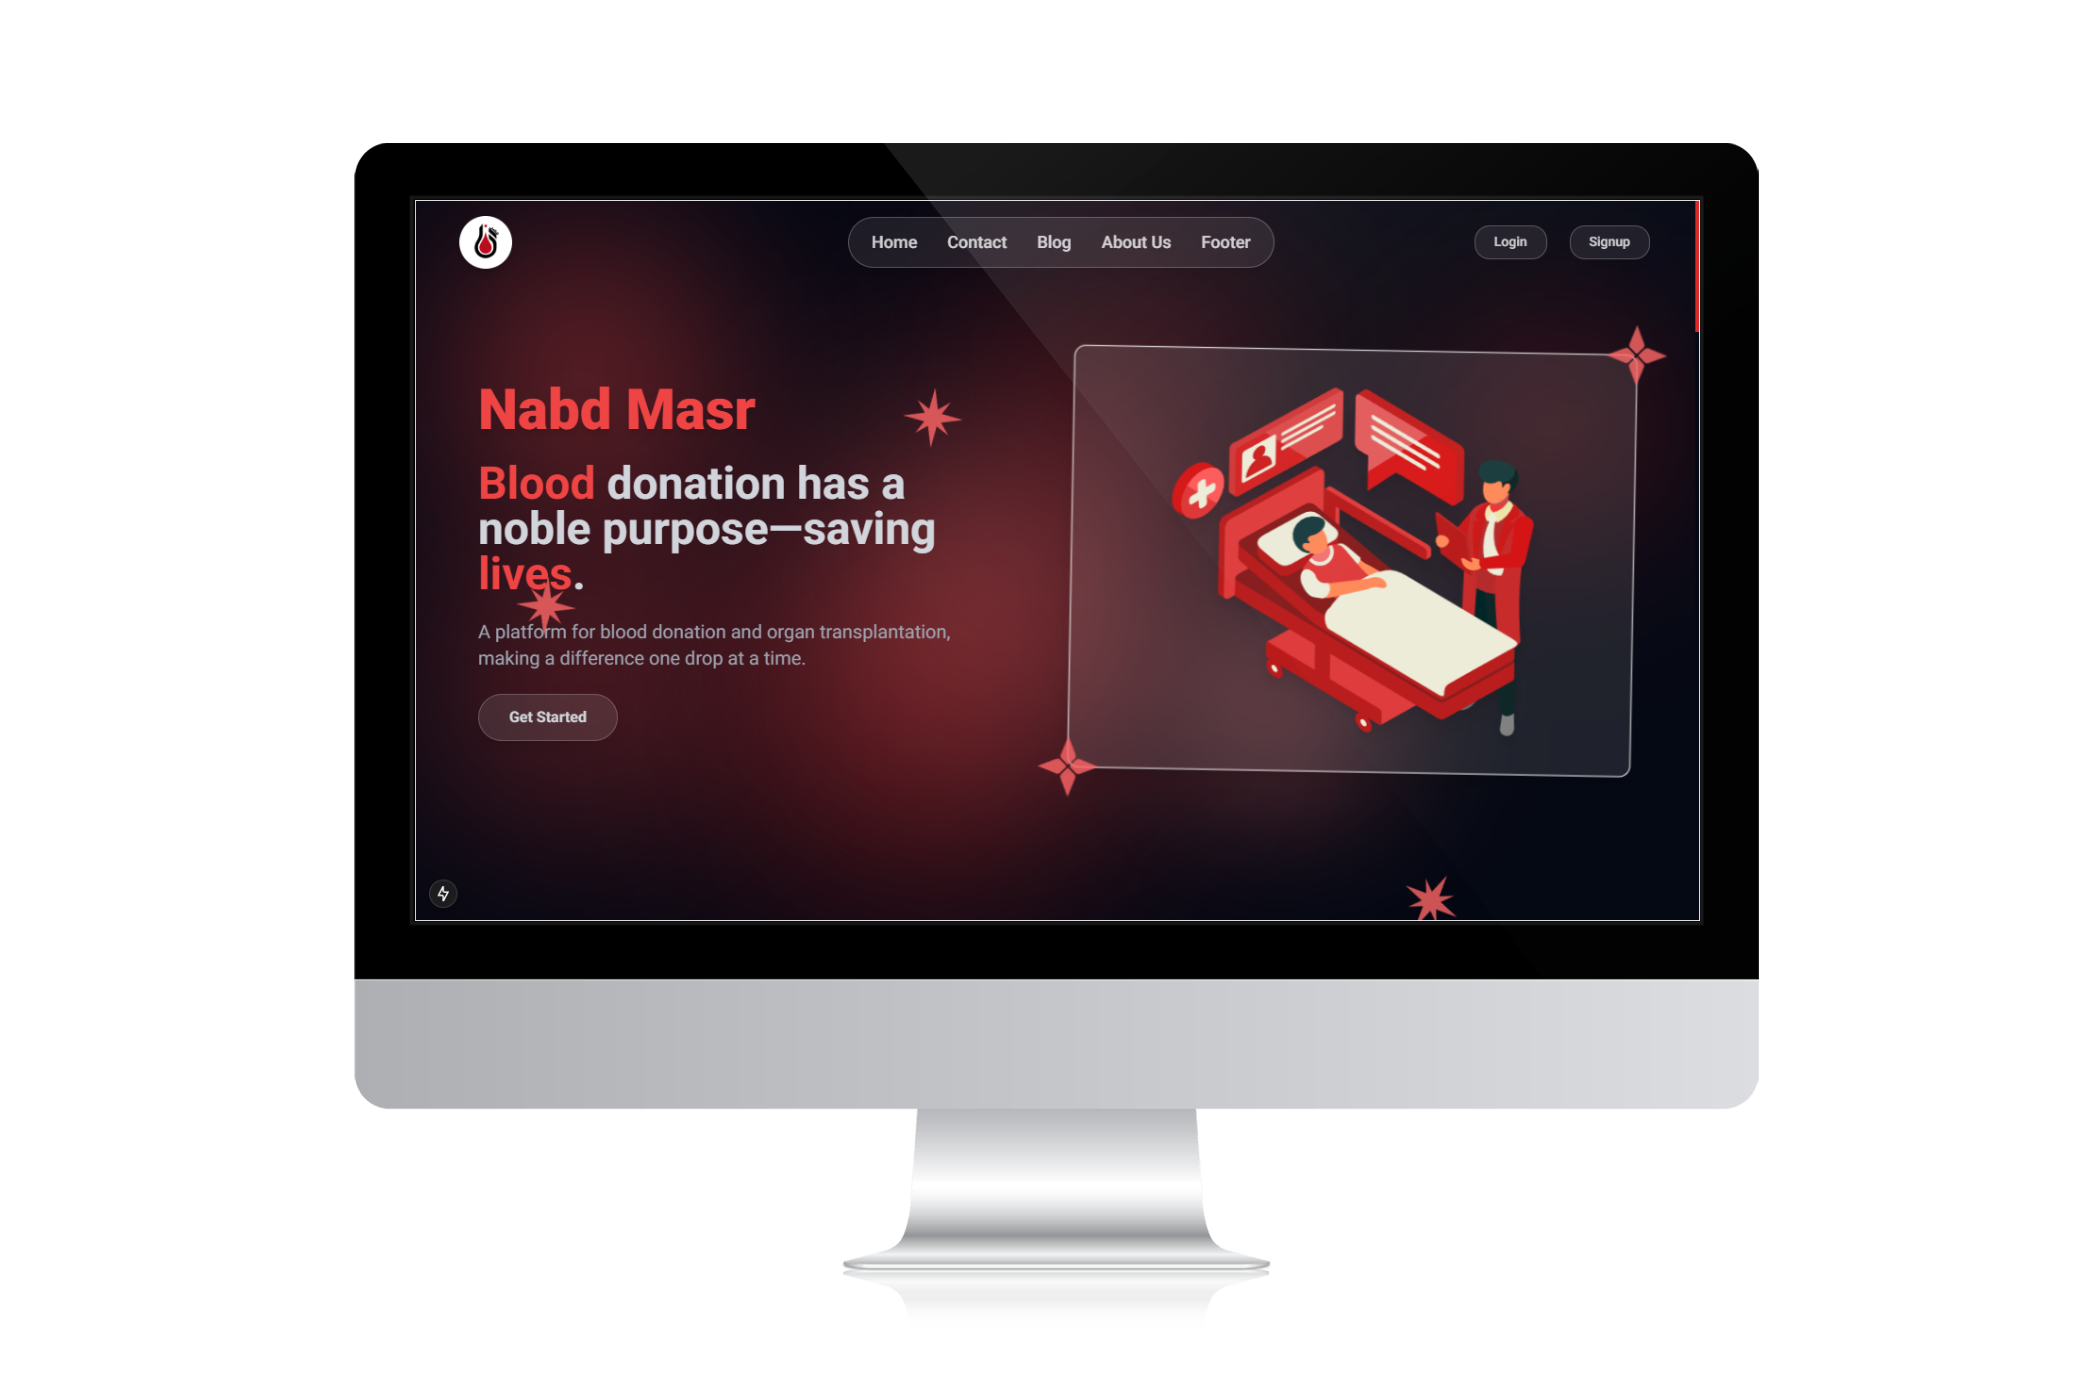 Home Contact Blog About Us Footer
Login Signup
Nabd Masr
Blood donation has a
noble purpose—saving
lives.
A platform for blood donation and organ transplantation,
making a difference one drop at a time.
Get Started